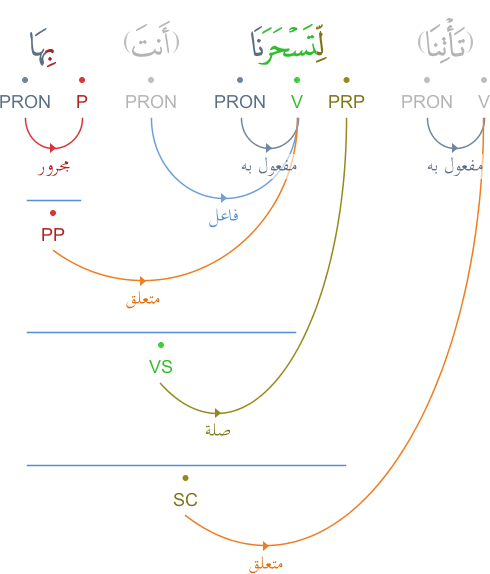 (تَأْتِنَا) لِّتَسْحَرَنَا (أَنتَ) بِهَا
PRON P PRON PRON V PRP PRON V
مفعول به مفعول به مجرور
فاعل
PP
متعلق
VS
صلة
SC
متعلق